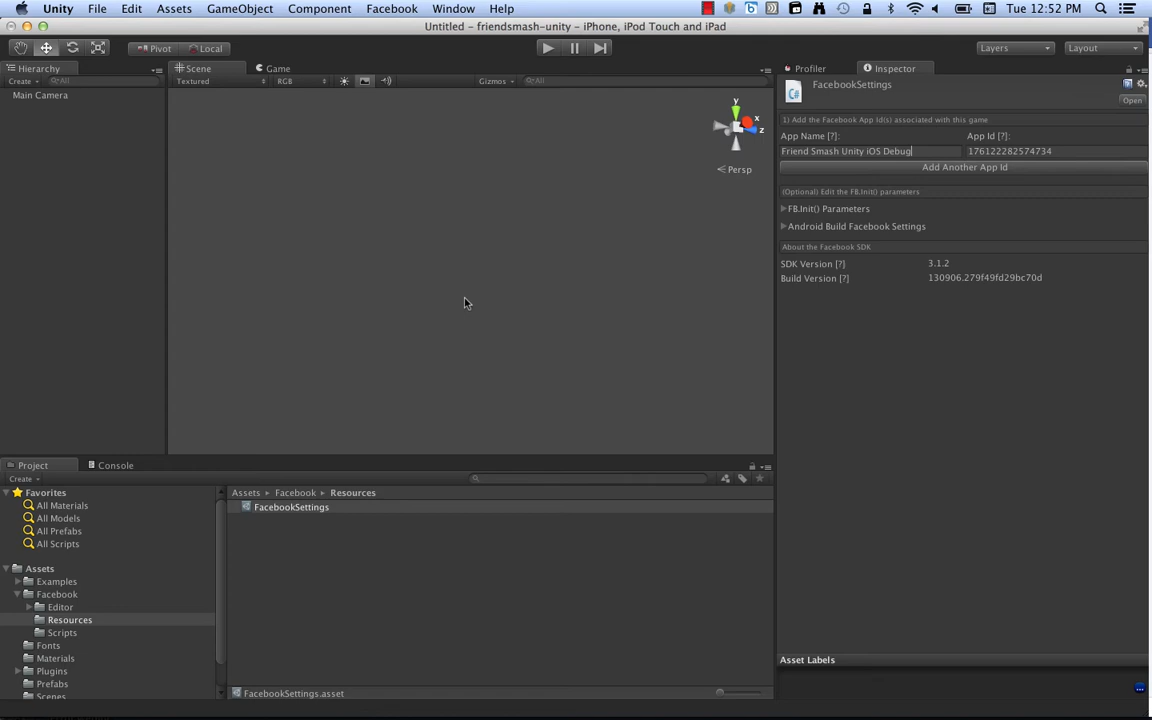 Unity File Edit Assets GameObject Component Facebook Window Help Tue 12:52 PM
Untitled – friendsmash-unity – iPhone, iPod Touch and iPad
Pivot Local Layers Layout
Hierarchy Scene Game Profiler Inspector
Create All Textured RGB Gizmos All
Main Camera
FacebookSettings
Open
1) Add the Facebook App Id(s) associated with this game
App Name [?]: App Id [?]:
Friend Smash Unity iOS Debug 176122282574734
Add Another App Id
(Optional) Edit the FB.Init() parameters
FB.Init() Parameters
Android Build Facebook Settings
About the Facebook SDK
SDK Version [?] 3.1.2
Build Version [?] 130906.279f49fd29bc70d
y
x
z
Persp
Project Console
Create
Favorites
All Materials
All Models
All Prefabs
All Scripts
Assets
Examples
Facebook
Editor
Resources
Scripts
Fonts
Materials
Plugins
Prefabs
Scenes
Assets Facebook Resources
FacebookSettings
FacebookSettings.asset
Asset Labels